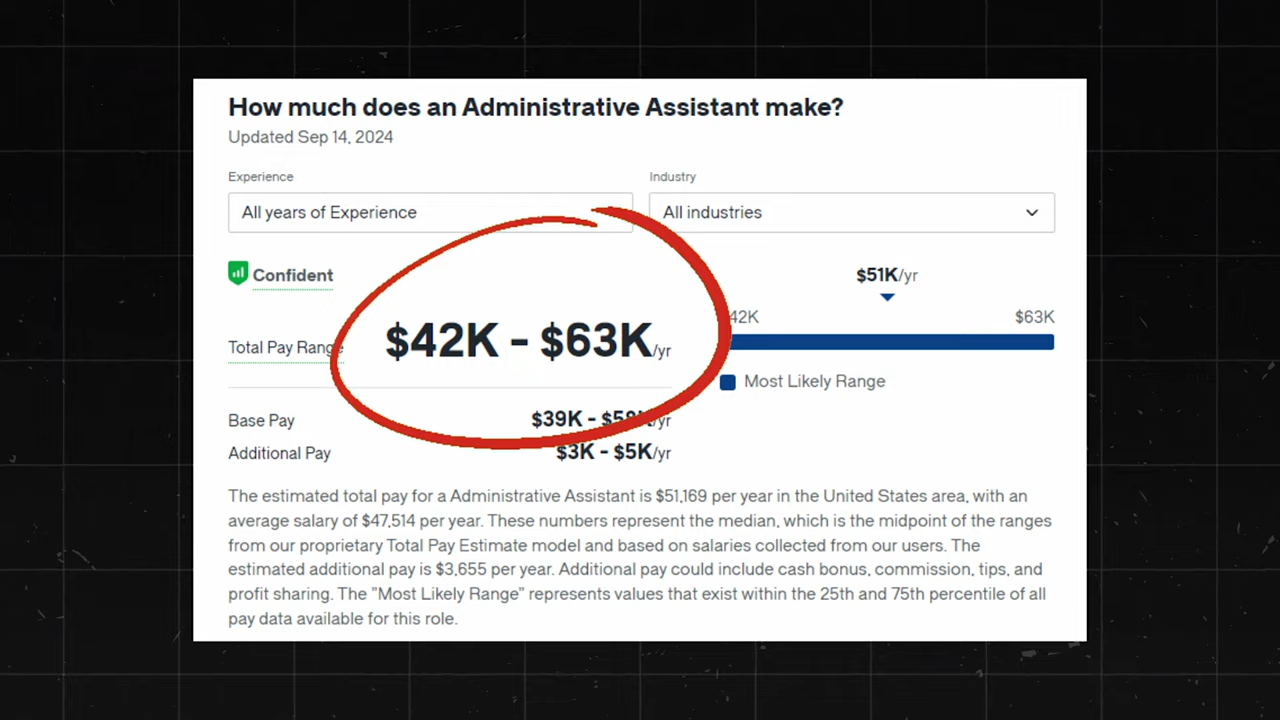 How much does an Administrative Assistant make?
Updated Sep 14, 2024
Experience
Industry
All years of Experience
All industries
Confident
$51K/yr
Total Pay Range
$42K - $63K/yr
42K
$63K
Most Likely Range
Base Pay
$39K - $58K/yr
Additional Pay
$3K - $5K/yr
The estimated total pay for a Administrative Assistant is $51,169 per year in the United States area, with an
average salary of $47,514 per year. These numbers represent the median, which is the midpoint of the ranges
from our proprietary Total Pay Estimate model and based on salaries collected from our users. The
estimated additional pay is $3,655 per year. Additional pay could include cash bonus, commission, tips, and
profit sharing. The "Most Likely Range" represents values that exist within the 25th and 75th percentile of all
pay data available for this role.